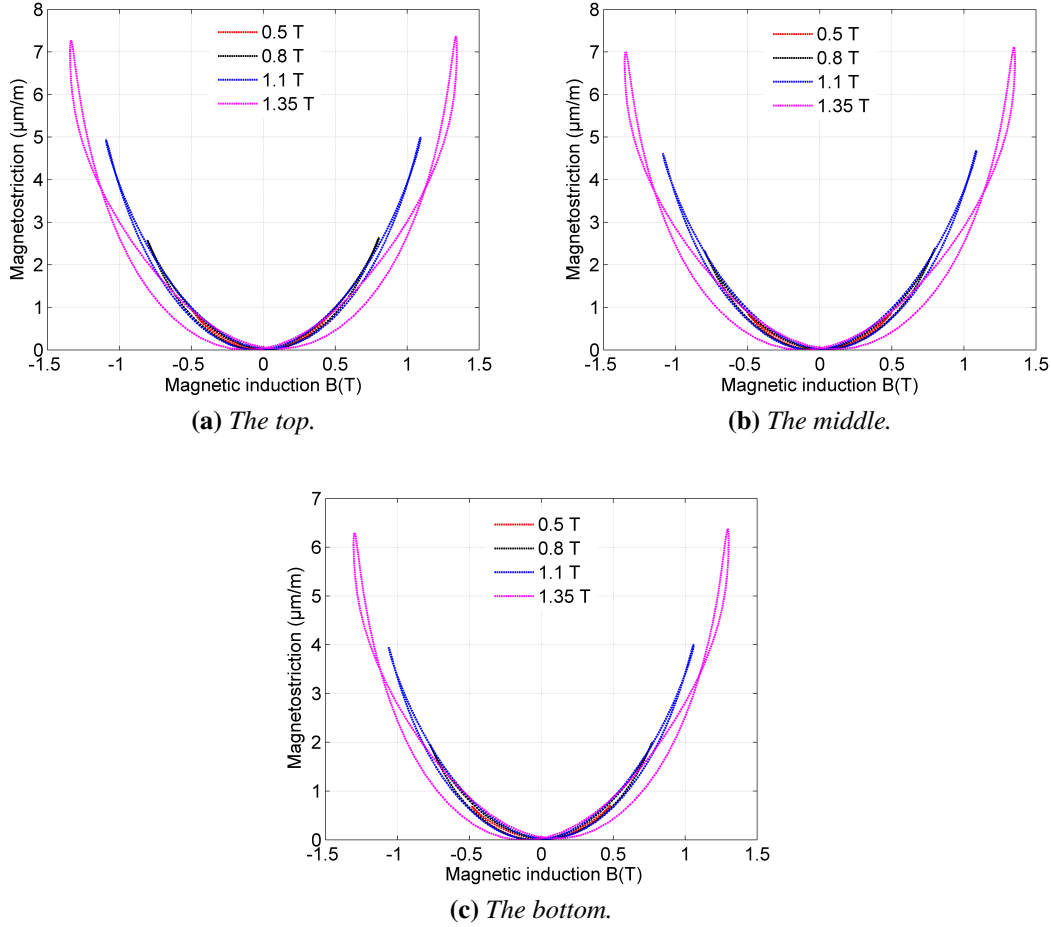 8
7
6
5
4
3
2
1
0
Magnetostriction (µm/m)
0.5 T
0.8 T
1.1 T
1.35 T
-1.5 -1 -0.5 0 0.5 1 1.5
Magnetic induction B(T)
(a) The top.
8
7
6
5
4
3
2
1
0
Magnetostriction (µm/m)
0.5 T
0.8 T
1.1 T
1.35 T
-1.5 -1 -0.5 0 0.5 1 1.5
Magnetic induction B(T)
(b) The middle.
7
6
5
4
3
2
1
0
Magnetostriction (µm/m)
0.5 T
0.8 T
1.1 T
1.35 T
-1.5 -1 -0.5 0 0.5 1 1.5
Magnetic induction B(T)
(c) The bottom.